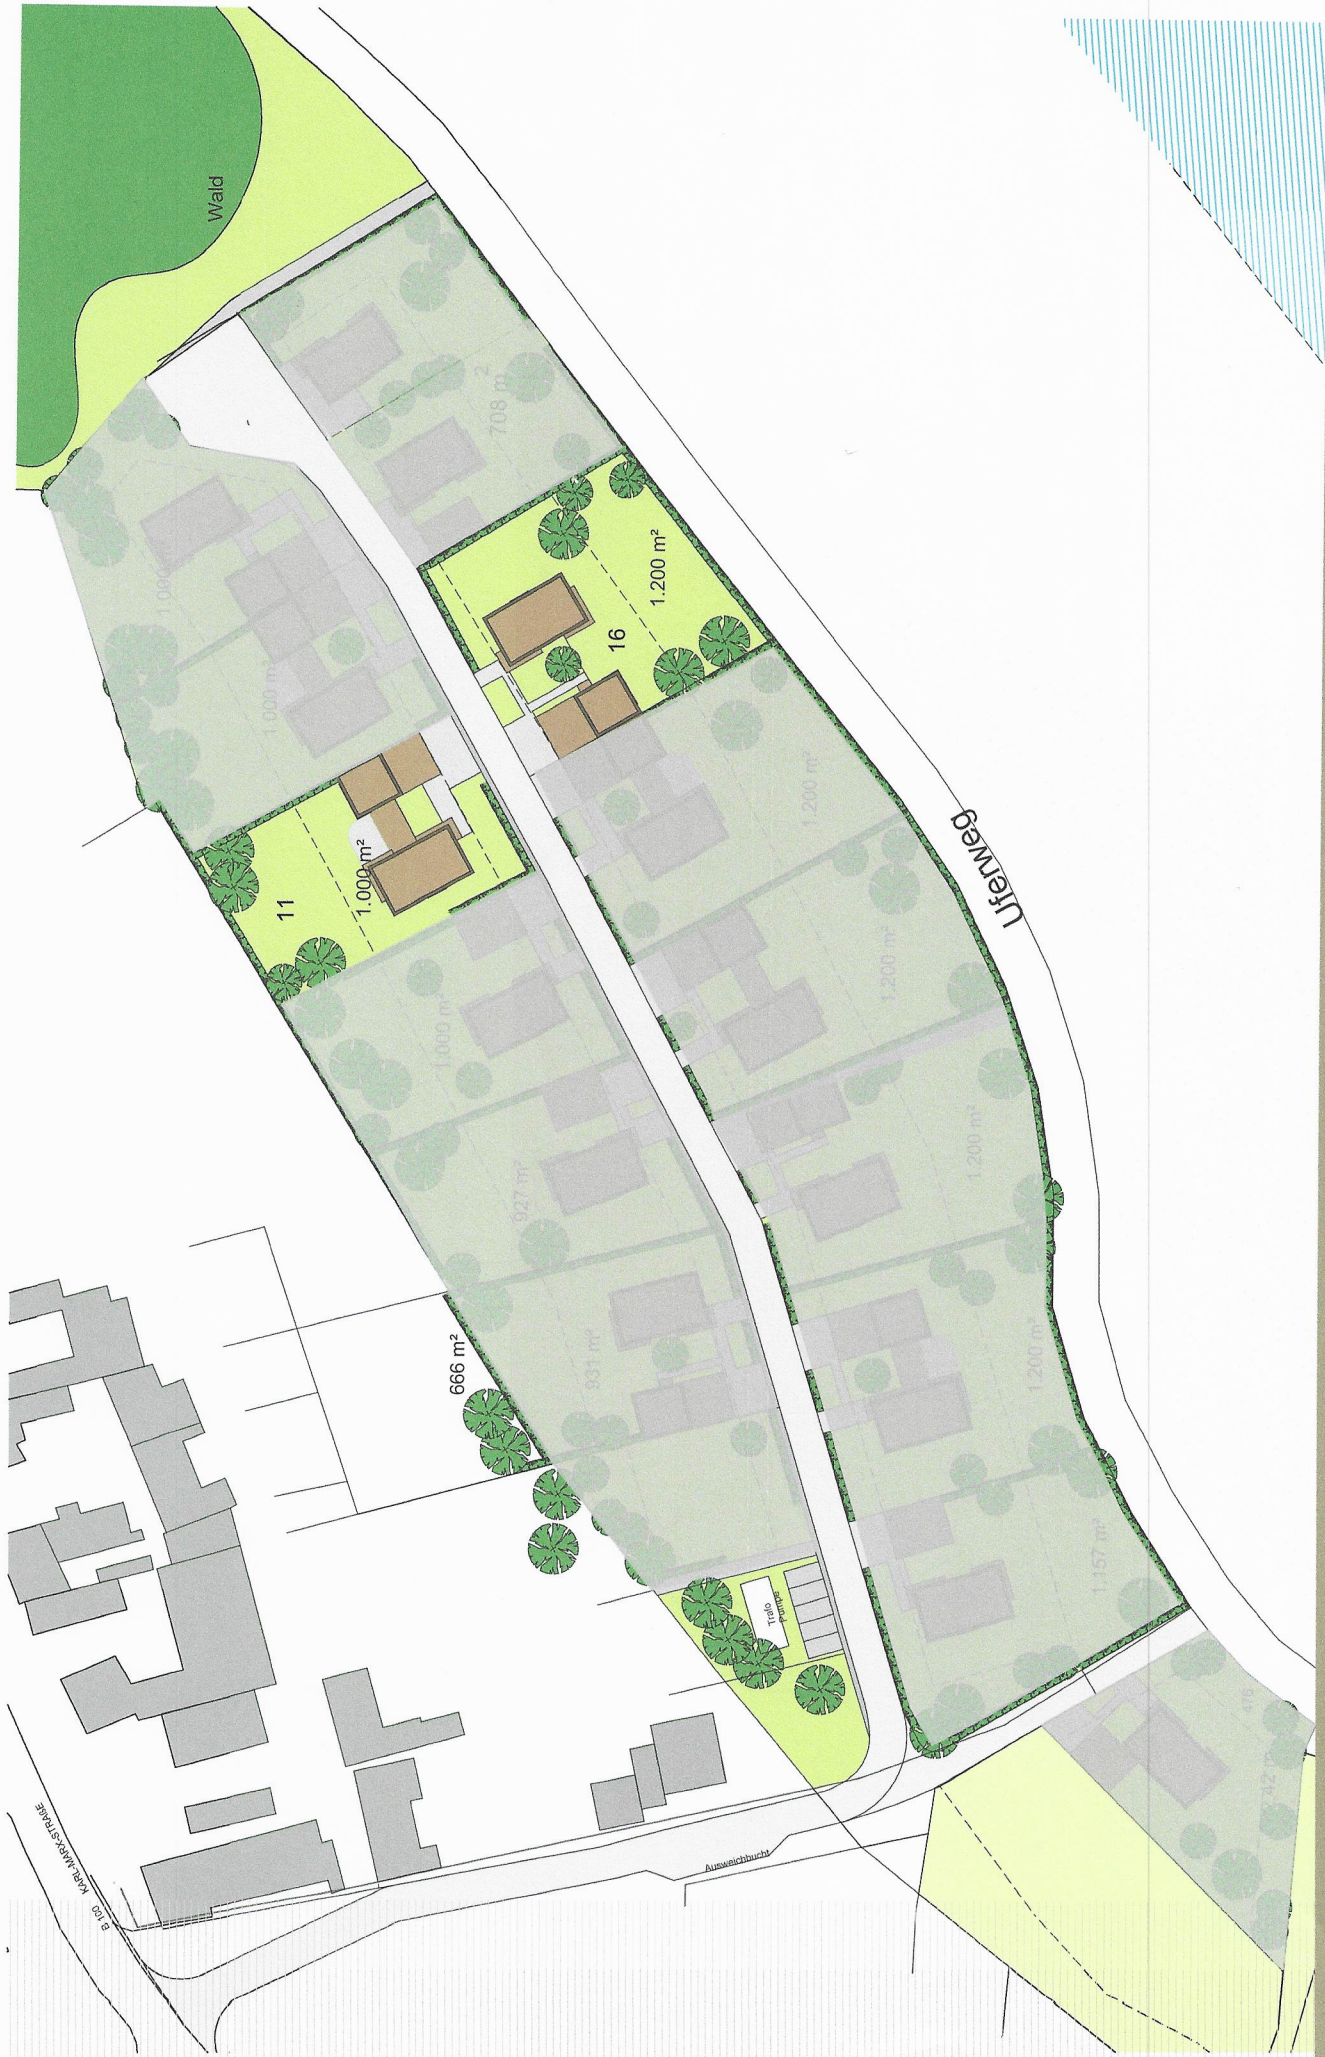 Wald
708 m²
1.200 m²
16
1.000
1.000 m²
1.000 m²
11
1.200 m²
Uferweg
1.200 m²
1.000 m²
1.200 m²
927 m²
666 m²
931 m²
1.200 m²
1.157 m²
Trafo
Pumpe
Ausweichbucht
B 100 KARL-MARX-STRAßE